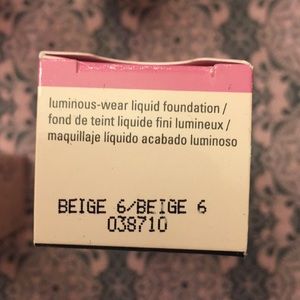 luminous-wear liquid foundation /
fond de teint liquide fini lumineux /
maquillaje líquido acabado luminoso
BEIGE 6/BEIGE 6
038710